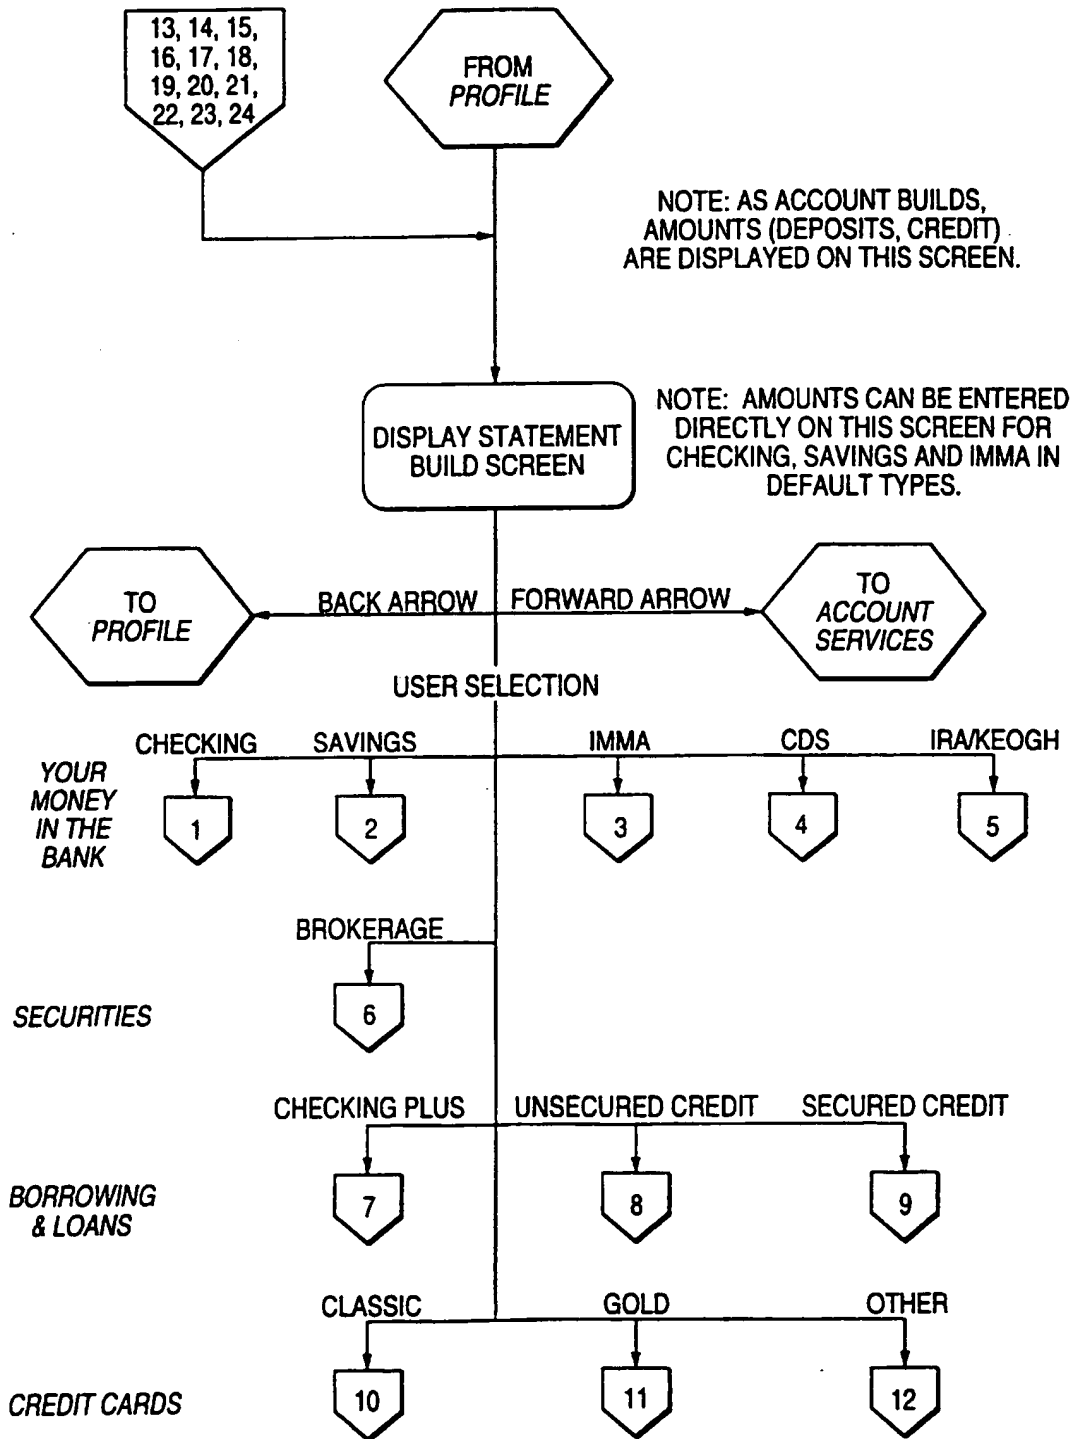 13, 14, 15,
16, 17, 18,
19, 20, 21,
22, 23, 24
FROM
PROFILE
NOTE: AS ACCOUNT BUILDS,
AMOUNTS (DEPOSITS, CREDIT)
ARE DISPLAYED ON THIS SCREEN.
DISPLAY STATEMENT
BUILD SCREEN
NOTE: AMOUNTS CAN BE ENTERED
DIRECTLY ON THIS SCREEN FOR
CHECKING, SAVINGS AND IMMA IN
DEFAULT TYPES.
TO
PROFILE
BACK ARROW
FORWARD ARROW
TO
ACCOUNT
SERVICES
USER SELECTION
CHECKING
SAVINGS
IMMA
CDS
IRA/KEOGH
YOUR
MONEY
IN THE
BANK
1
2
3
4
5
BROKERAGE
SECURITIES
6
CHECKING PLUS
UNSECURED CREDIT
SECURED CREDIT
BORROWING
& LOANS
7
8
9
CLASSIC
GOLD
OTHER
CREDIT CARDS
10
11
12